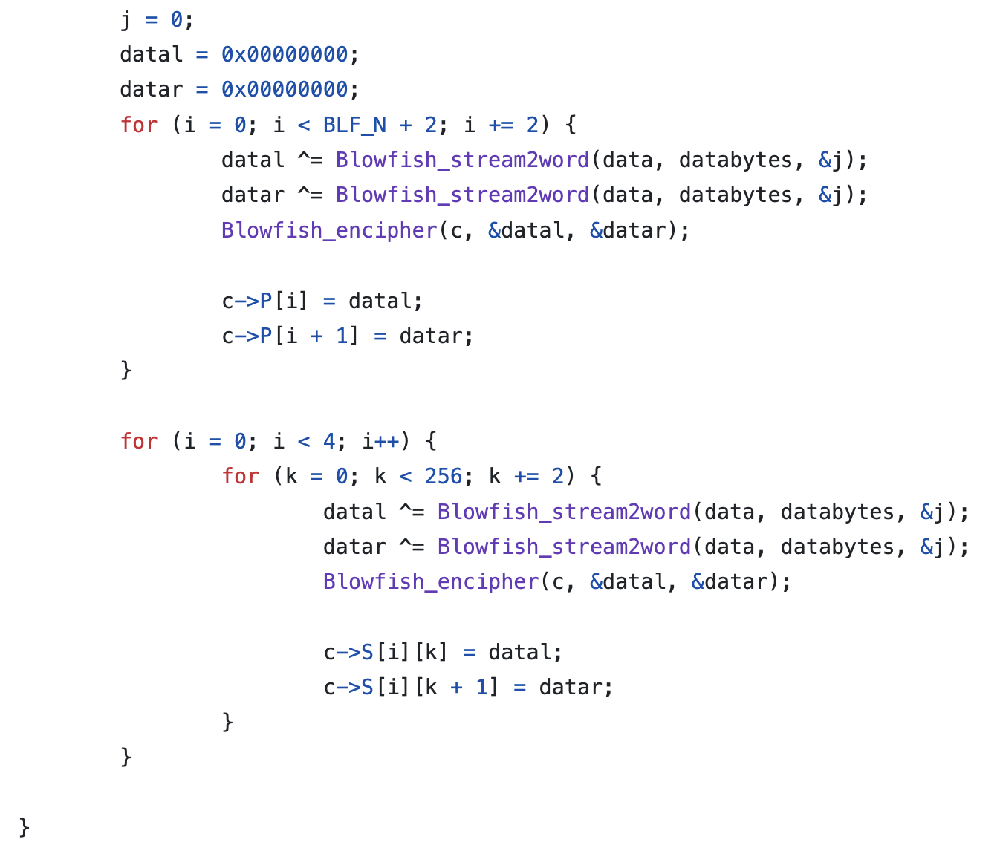 j = 0;
datal = 0x00000000;
datar = 0x00000000;
for (i = 0; i < BLF_N + 2; i += 2) {
datal ^= Blowfish_stream2word(data, databytes, &j);
datar ^= Blowfish_stream2word(data, databytes, &j);
Blowfish_encipher(c, &datal, &datar);
c->P[i] = datal;
c->P[i + 1] = datar;
}
for (i = 0; i < 4; i++) {
for (k = 0; k < 256; k += 2) {
datal ^= Blowfish_stream2word(data, databytes, &j);
datar ^= Blowfish_stream2word(data, databytes, &j);
Blowfish_encipher(c, &datal, &datar);
c->S[i][k] = datal;
c->S[i][k + 1] = datar;
}
}
}